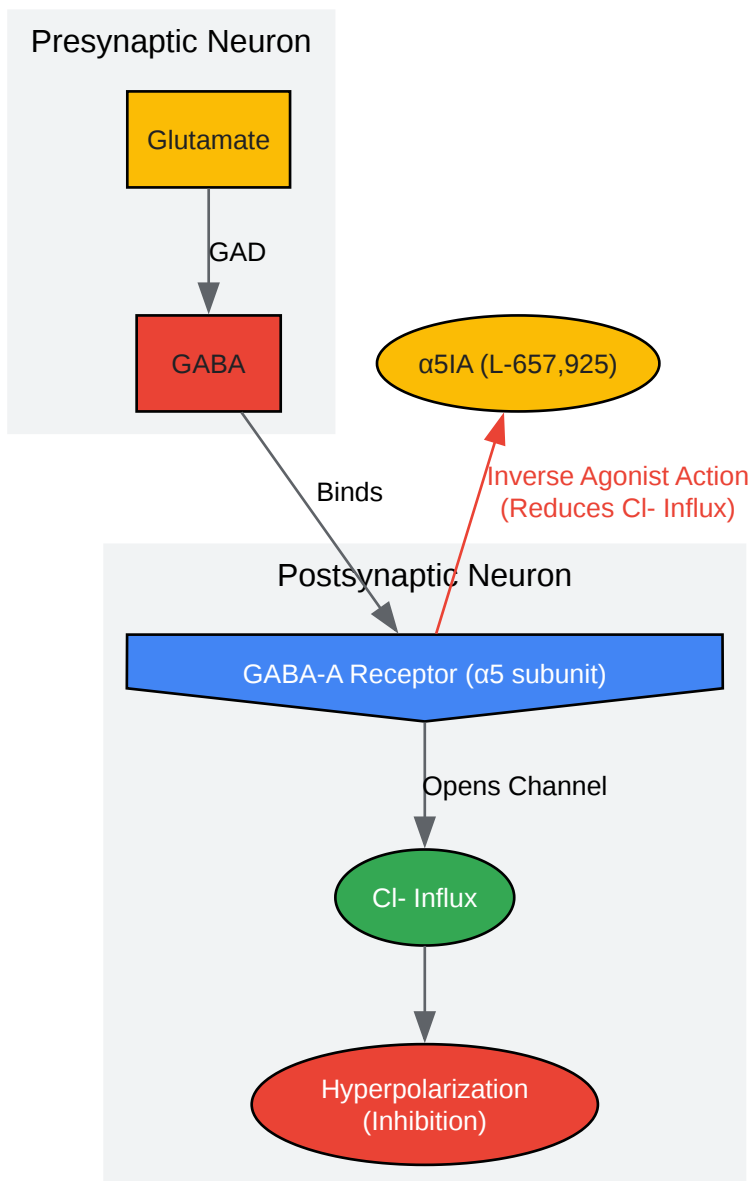 Presynaptic Neuron
Glutamate
GAD
GABA
α5IA (L-657,925)
Binds
Inverse Agonist Action
(Reduces Cl- Influx)
Postsynaptic Neuron
GABA-A Receptor (α5 subunit)
Opens Channel
Cl- Influx
Hyperpolarization
(Inhibition)